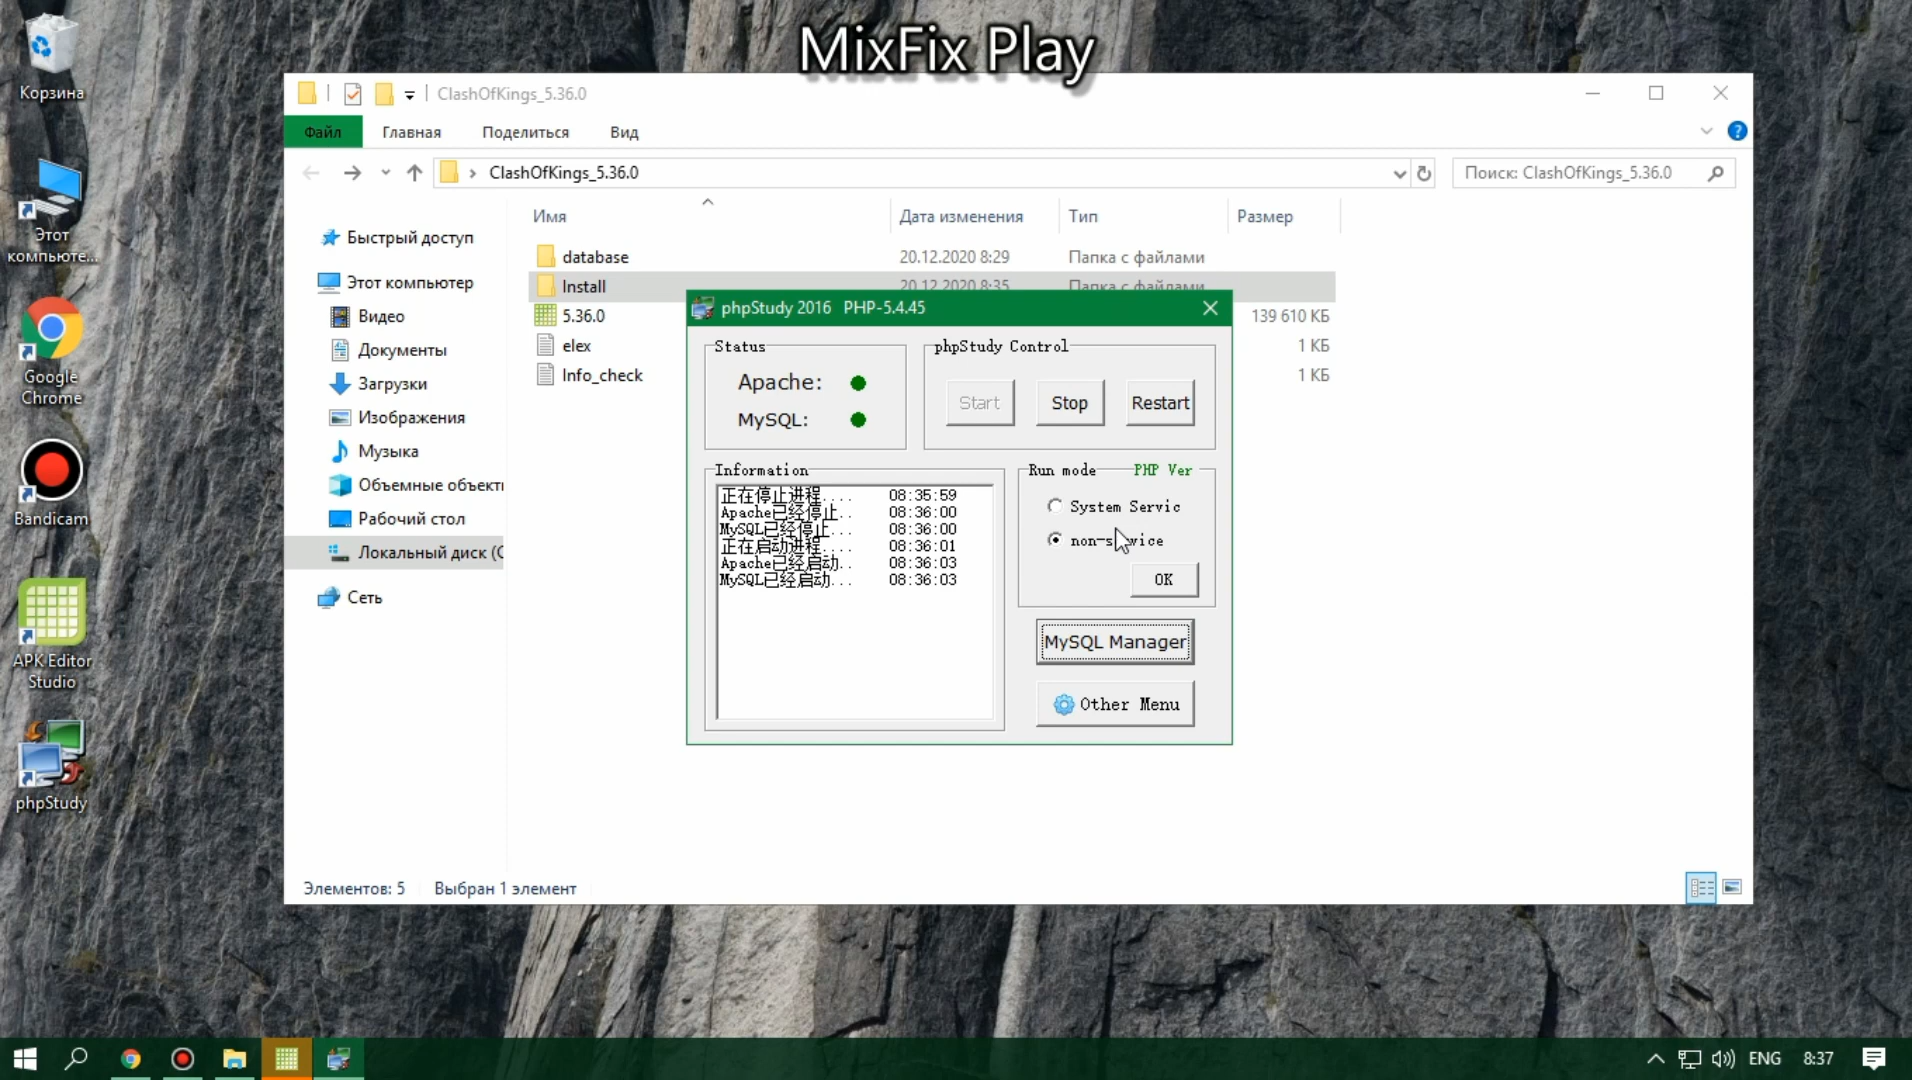 MixFix Play
Корзина
Этот
компьюте...
Google
Chrome
Bandicam
APK Editor
Studio
phpStudy
ClashOfKings_5.36.0
Файл
Главная
Поделиться
Вид
ClashOfKings_5.36.0
Поиск: ClashOfKings_5.36.0
Имя
Дата изменения
Тип
Размер
Быстрый доступ
Этот компьютер
Видео
Документы
Загрузки
Изображения
Музыка
Объемные объект
Рабочий стол
Локальный диск (C
Сеть
database 20.12.2020 8:29 Папка с файлами
Install 20.12.2020 8:35 Папка с файлами
5.36.0 139 610 КБ
elex 1 КБ
Info_check 1 КБ
phpStudy 2016 PHP-5.4.45
Status
Apache:
MySQL:
phpStudy Control
Start
Stop
Restart
Information
正在停止进程.... 08:35:59
Apache已经停止.. 08:36:00
MySQL已经停止... 08:36:00
正在启动进程.... 08:36:01
Apache已经启动... 08:36:03
MySQL已经启动... 08:36:03
Run mode
PHP Ver
System Servic
OK
MySQL Manager
Other Menu
Элементов: 5
Выбран 1 элемент
ENG
8:37